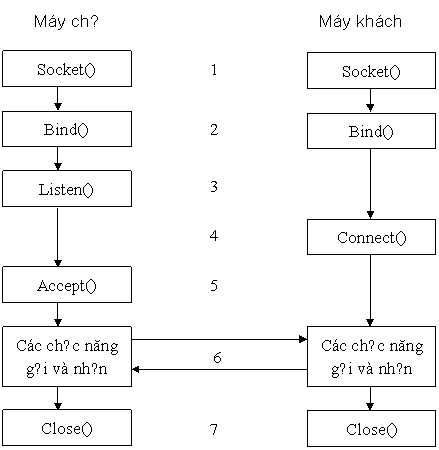 Máy ch? Máy khách
Socket() 1 Socket()
Bind() 2 Bind()
Listen() 3
4 Connect()
Accept() 5
Các ch?c năng Các ch?c năng
6
g?i và nh?n g?i và nh?n
Close() 7 Close()